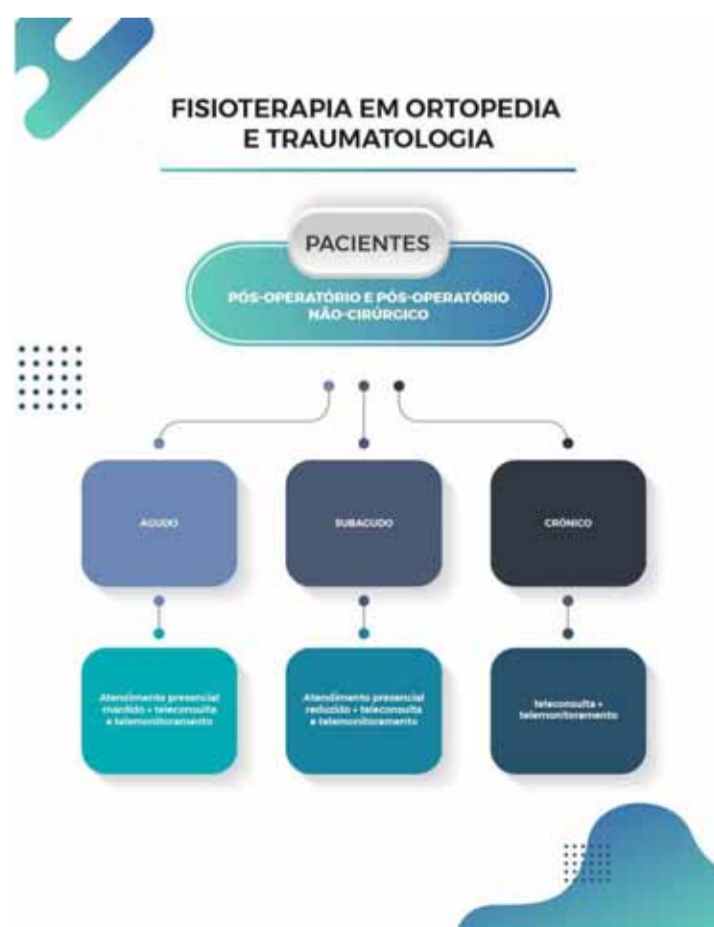 FISIOTERAPIA EM ORTOPEDIA
E TRAUMATOLOGIA
PACIENTES
PÓS-OPERATÓRIO E PÓS-OPERATÓRIO
NÃO-CIRÚRGICO
AGUDO
SUBAGUDO
CRÔNICO
Atendimento presencial
mantido + teleconsulta
e telemonitoramento
Atendimento presencial
reduzido + teleconsulta
e telemonitoramento
teleconsulta +
telemonitoramento